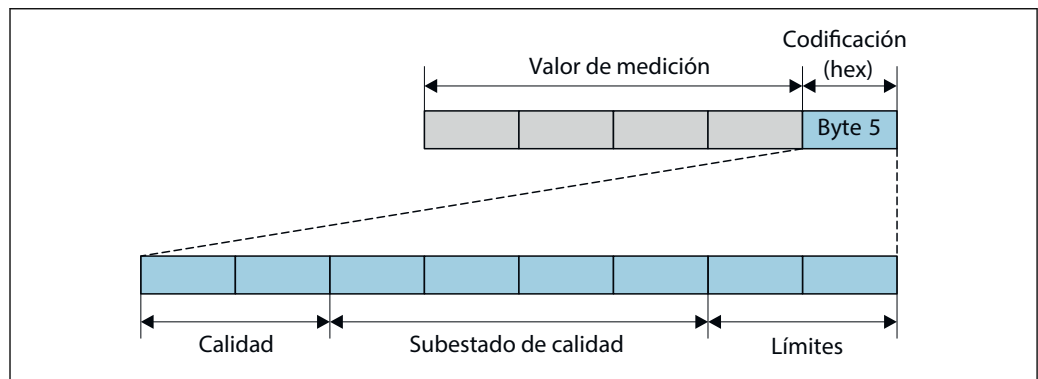 Codificación
(hex)
Valor de medición
Byte 5
Calidad
Subestado de calidad
Límites